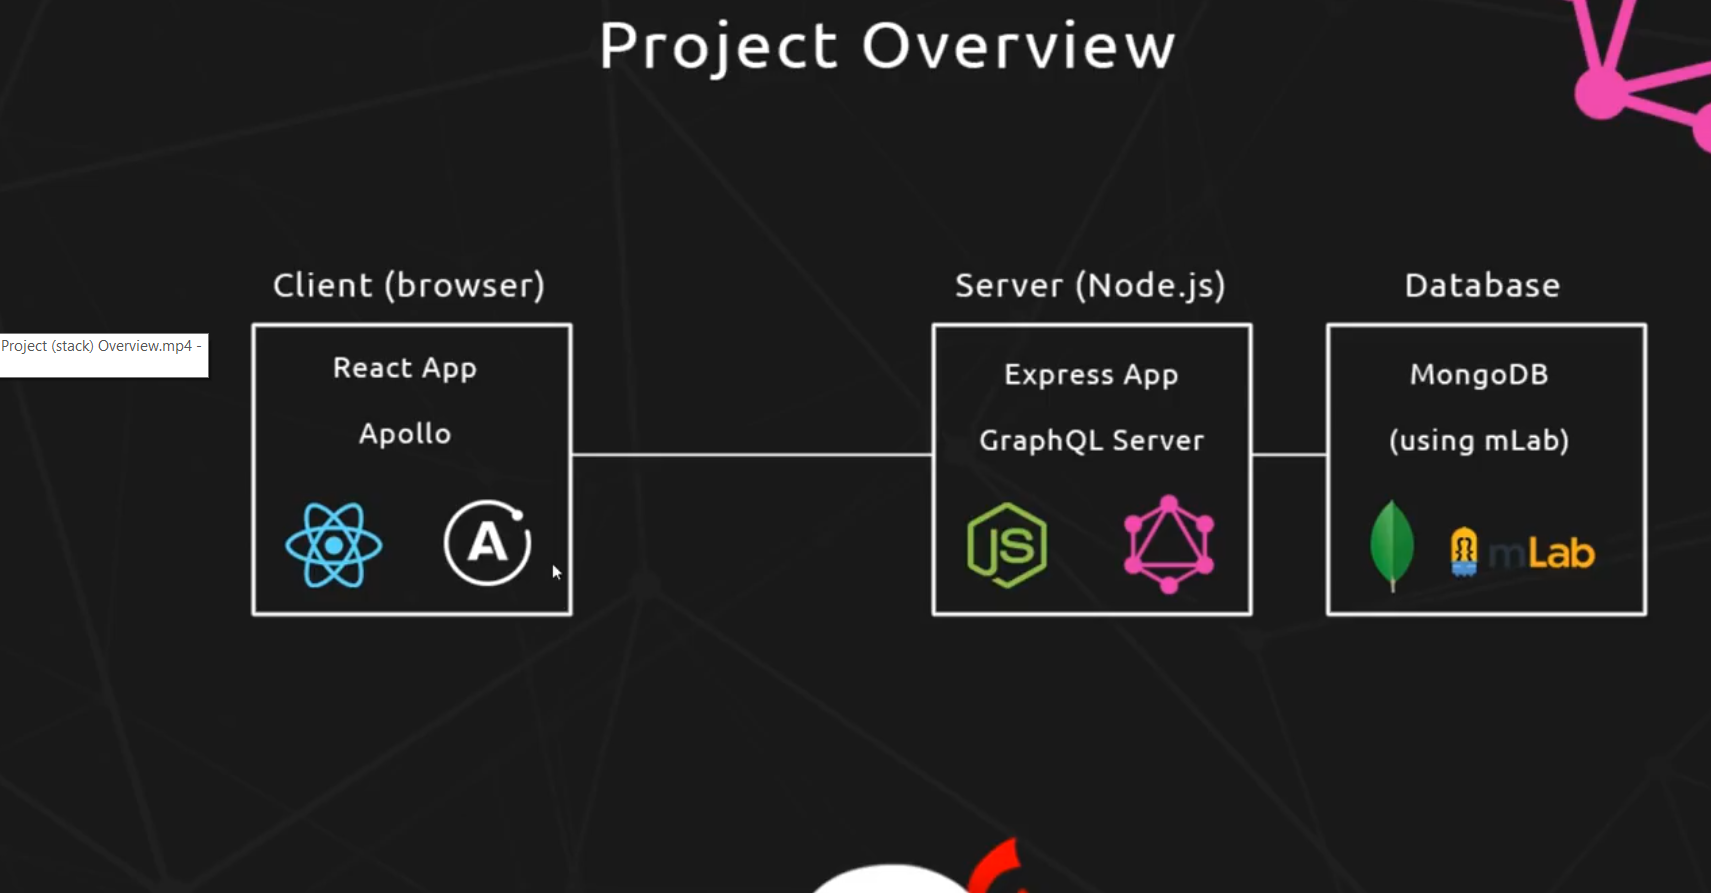 Project Overview
Client (browser)
React App
Apollo
A
Server (Node.js)
Express App
GraphQL Server
JS
Database
MongoDB
(using mLab)
mLab
Project (stack) Overview.mp4 -